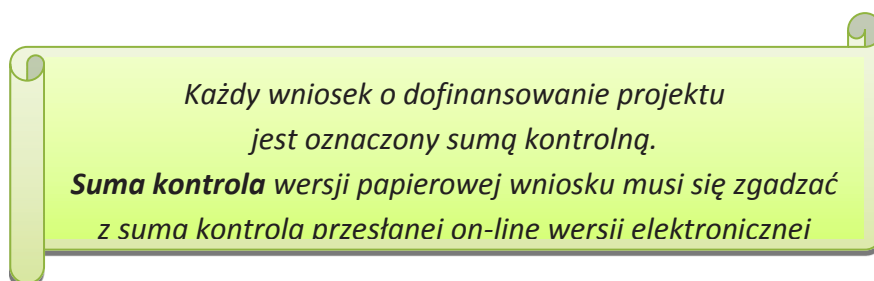 Każdy wniosek o dofinansowanie projektu
jest oznaczony sumą kontrolną.
Suma kontrola wersji papierowej wniosku musi się zgadzać
z suma kontrola przesłanej on-line wersji elektronicznej